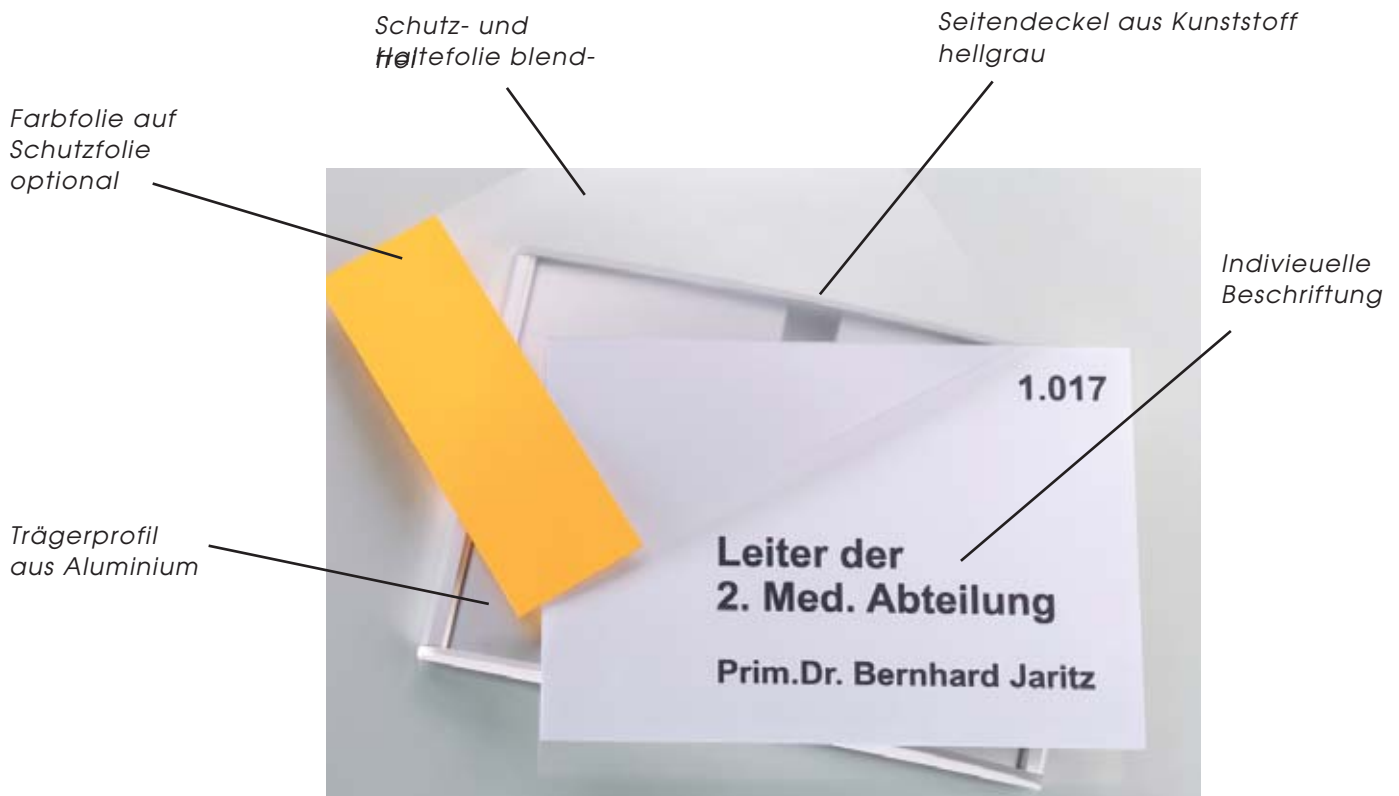 Schutz- und
Haltefolie blend-
frei
Seitendeckel aus Kunststoff
hellgrau
Farbfolie auf
Schutzfolie
optional
Indivieuelle
Beschriftung
1.017
Leiter der
2. Med. Abteilung
Prim.Dr. Bernhard Jaritz
Trägerprofil
aus Aluminium